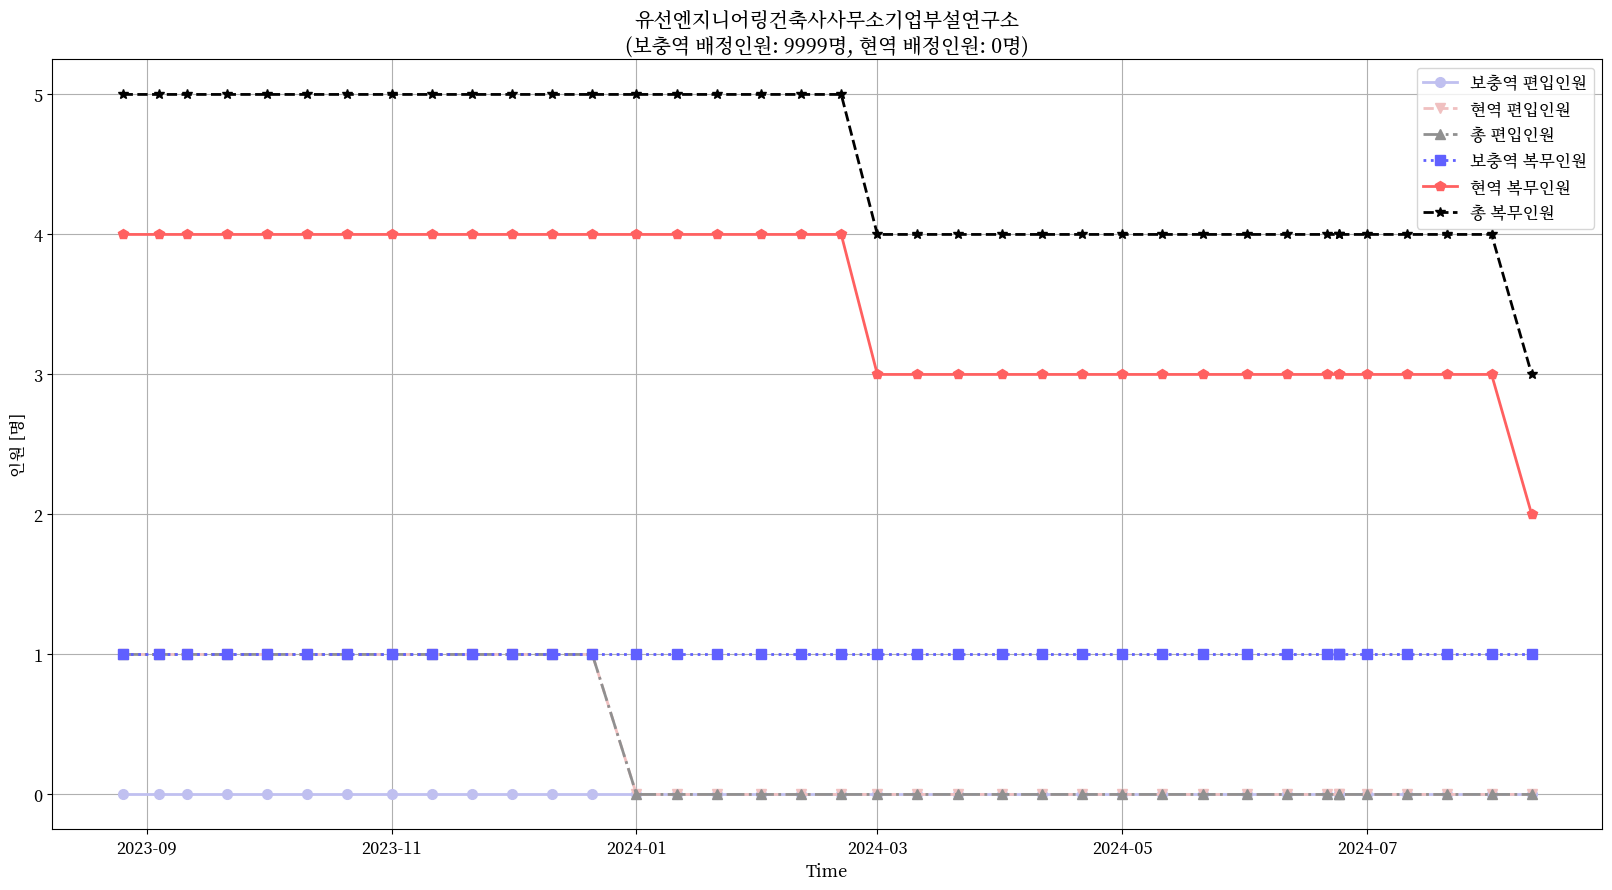 유선엔지니어링건축사사무소기업부설연구소
(보충역 배정인원: 9999명, 현역 배정인원: 0명)
보충역 편입인원
현역 편입인원
총 편입인원
보충역 복무인원
현역 복무인원
총 복무인원
인원 [명]
5
4
3
2
1
0
2023-09
2023-11
2024-01
2024-03
2024-05
2024-07
Time